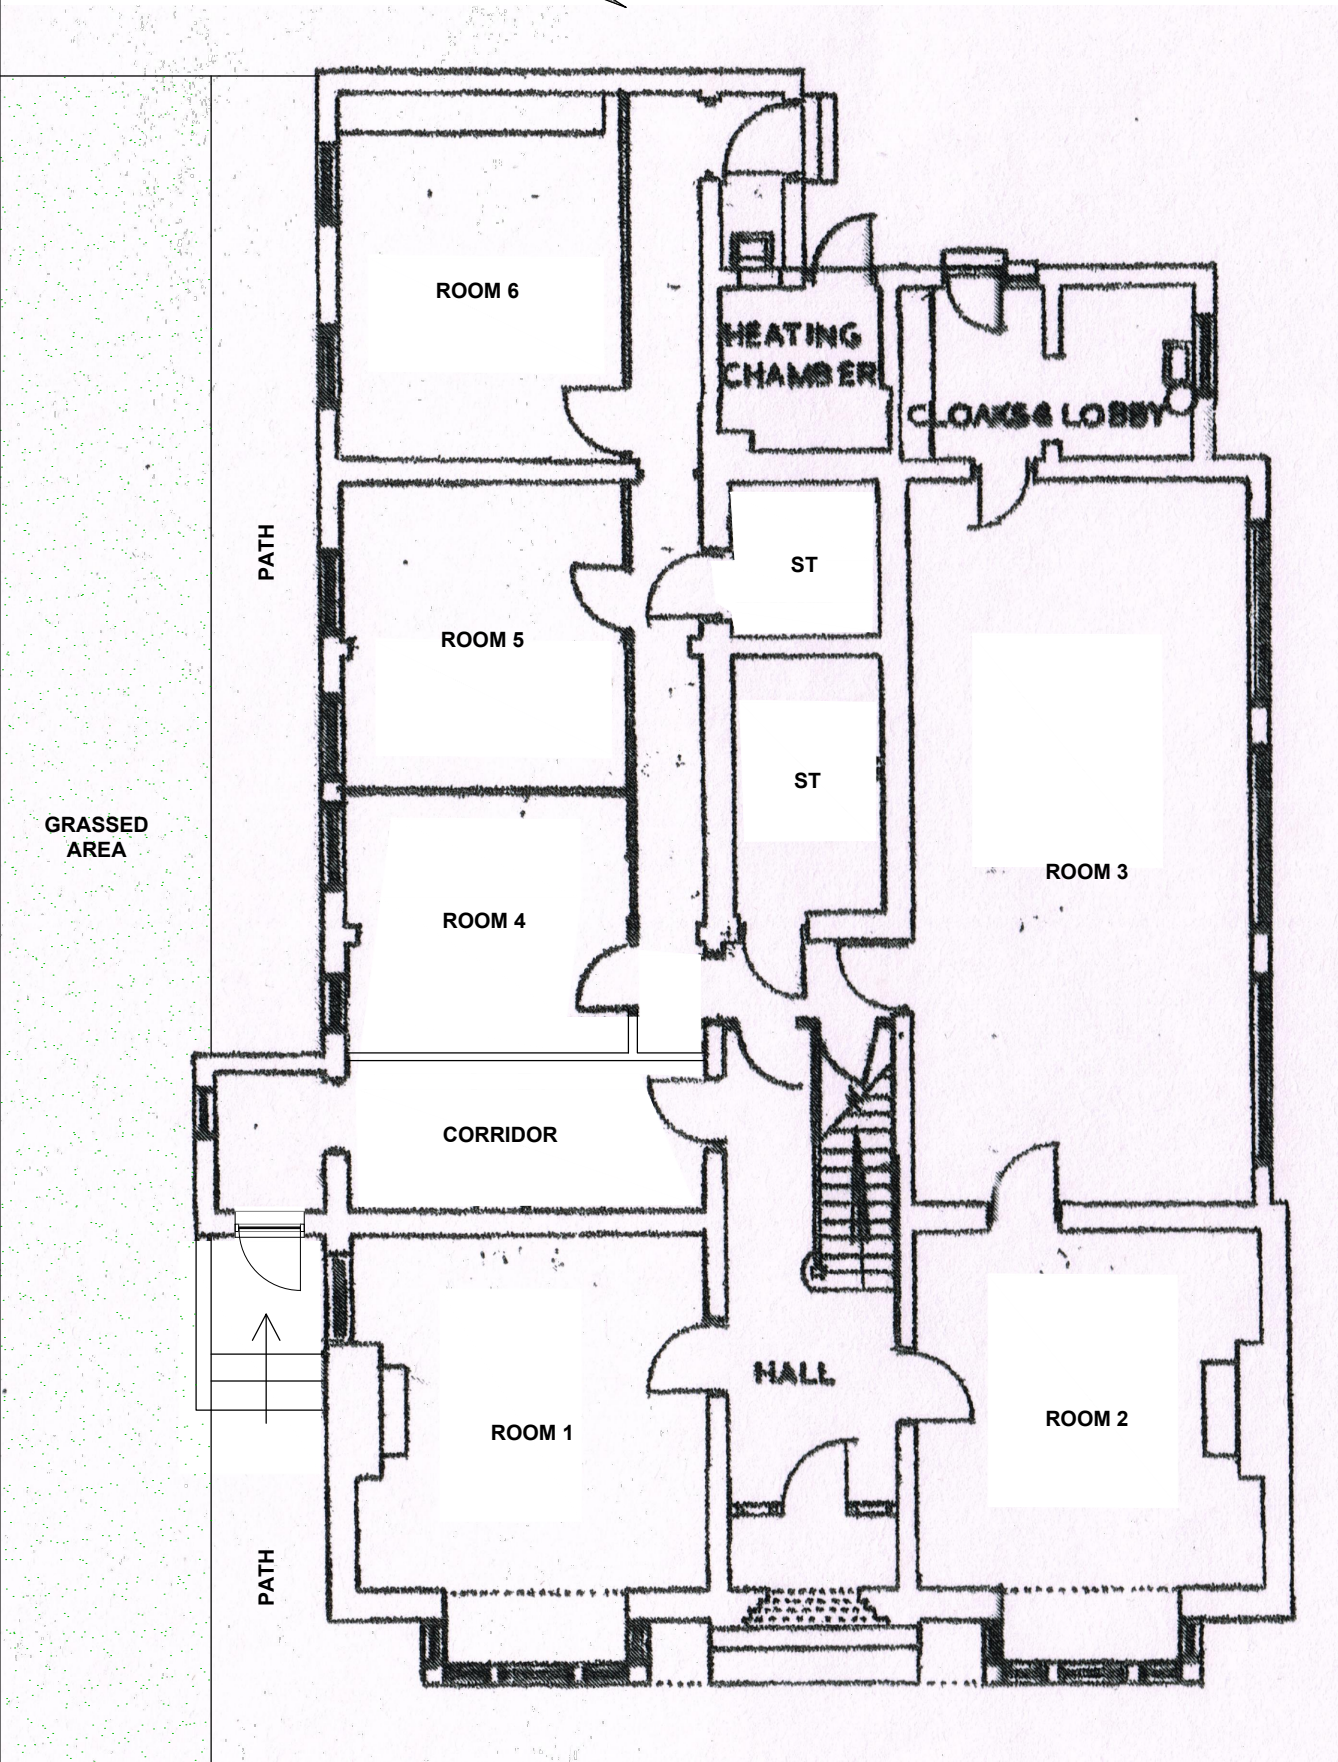 ROOM 6
HEATING
CHAMBER
CLOAKS & LOBBY
PATH
ST
ROOM 5
ST
GRASSED
AREA
ROOM 3
ROOM 4
CORRIDOR
HALL
ROOM 1
ROOM 2
PATH